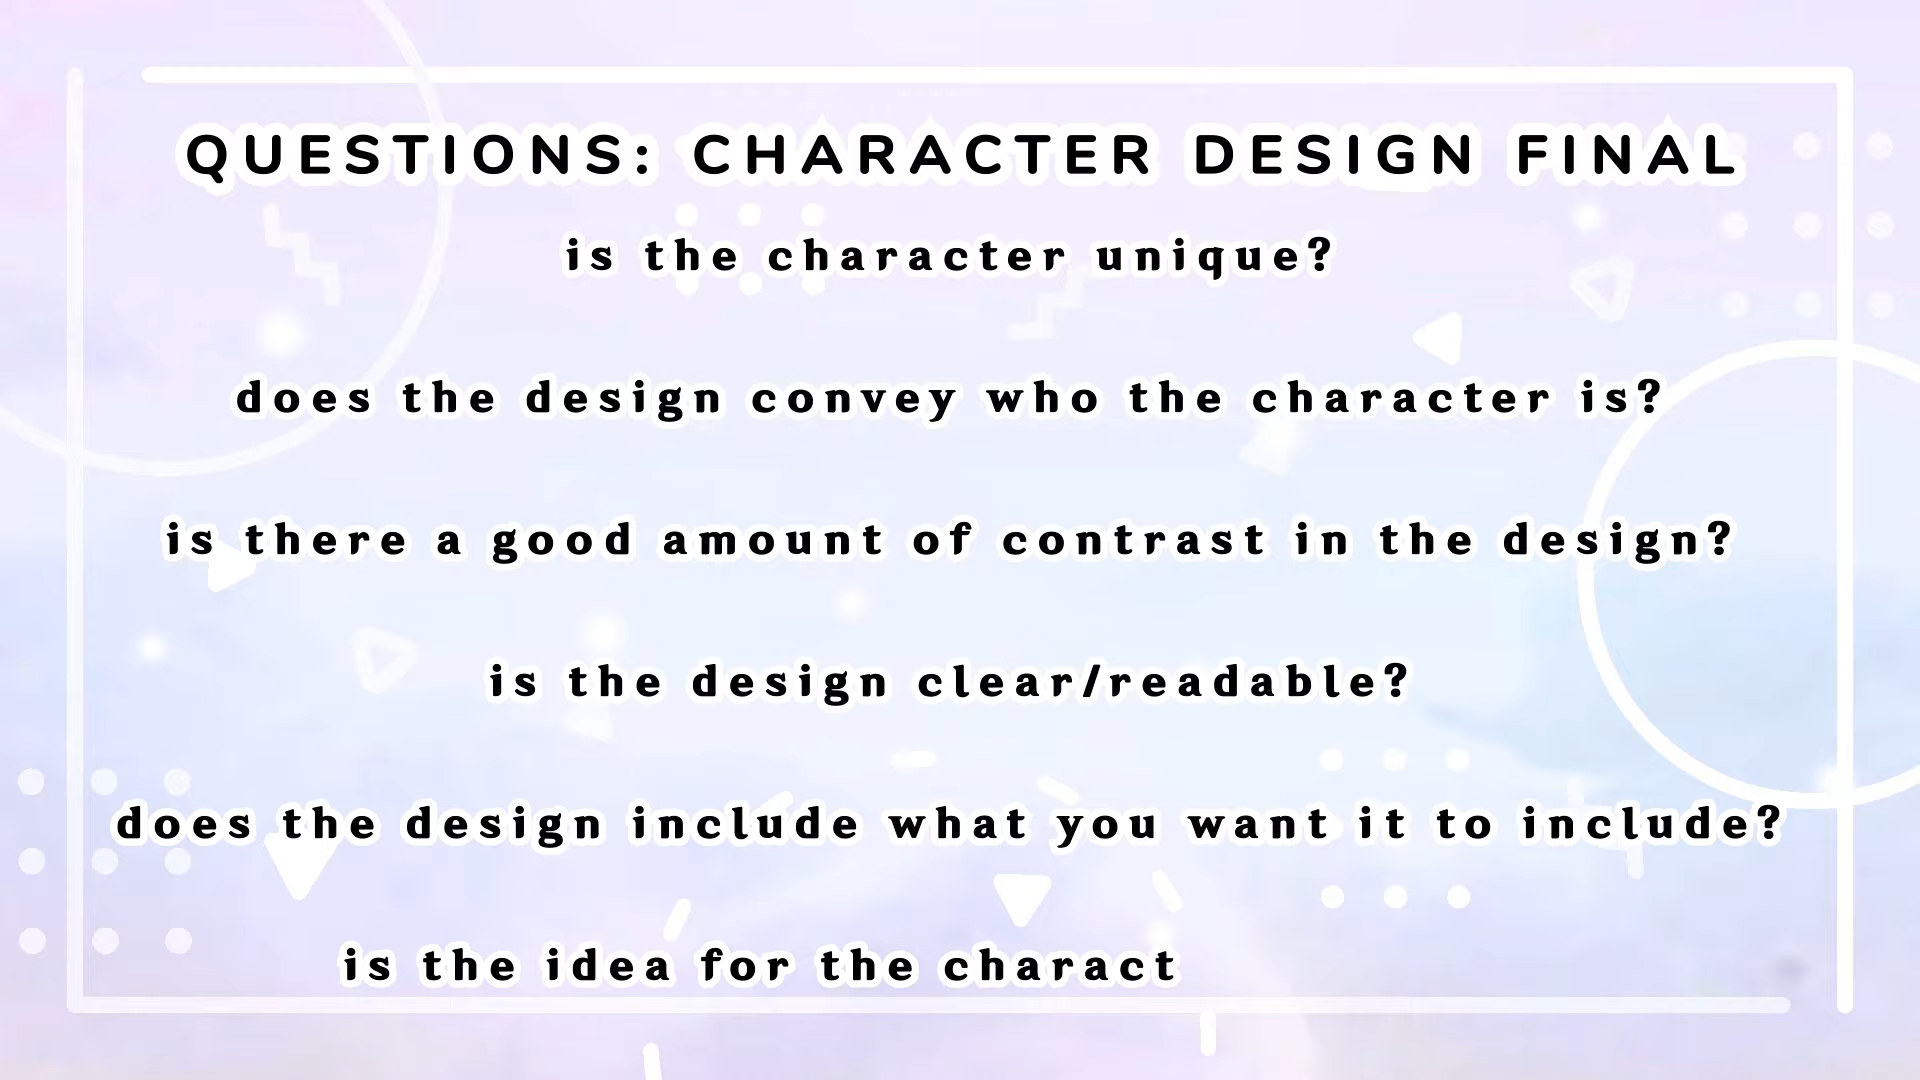 QUESTIONS: CHARACTER DESIGN FINAL
is the character unique?
does the design convey who the character is?
is there a good amount of contrast in the design?
is the design clear/readable?
does the design include what you want it to include?
is the idea for the charact